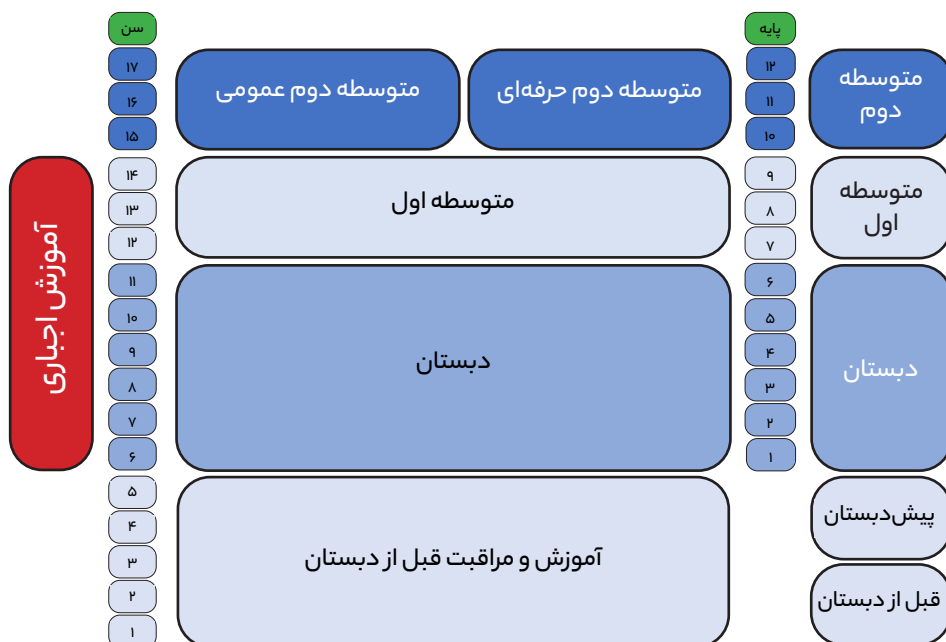 پایه
سن
۱۲
۱۱
۱۰
۹
۸
۷
۶
۵
۴
۳
۲
۱
متوسطه
دوم
متوسطه
اول
دبستان
پیش‌دبستان
قبل از دبستان
متوسطه دوم حرفه‌ای
متوسطه دوم عمومی
متوسطه اول
دبستان
آموزش و مراقبت قبل از دبستان
۱۷
۱۶
۱۵
۱۴
۱۳
۱۲
۱۱
۱۰
۹
۸
۷
۶
۵
۴
۳
۲
۱
آموزش اجباری